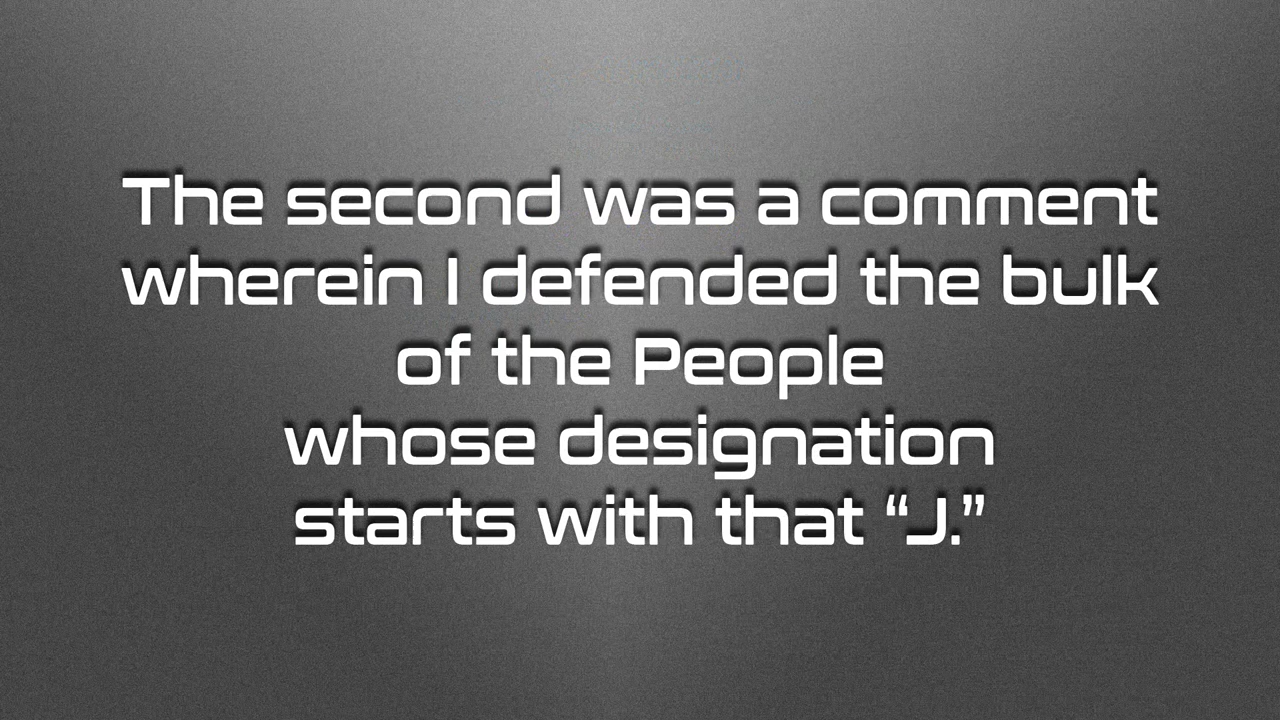 The second was a comment
wherein I defended the bulk
of the People
whose designation
starts with that “J.”